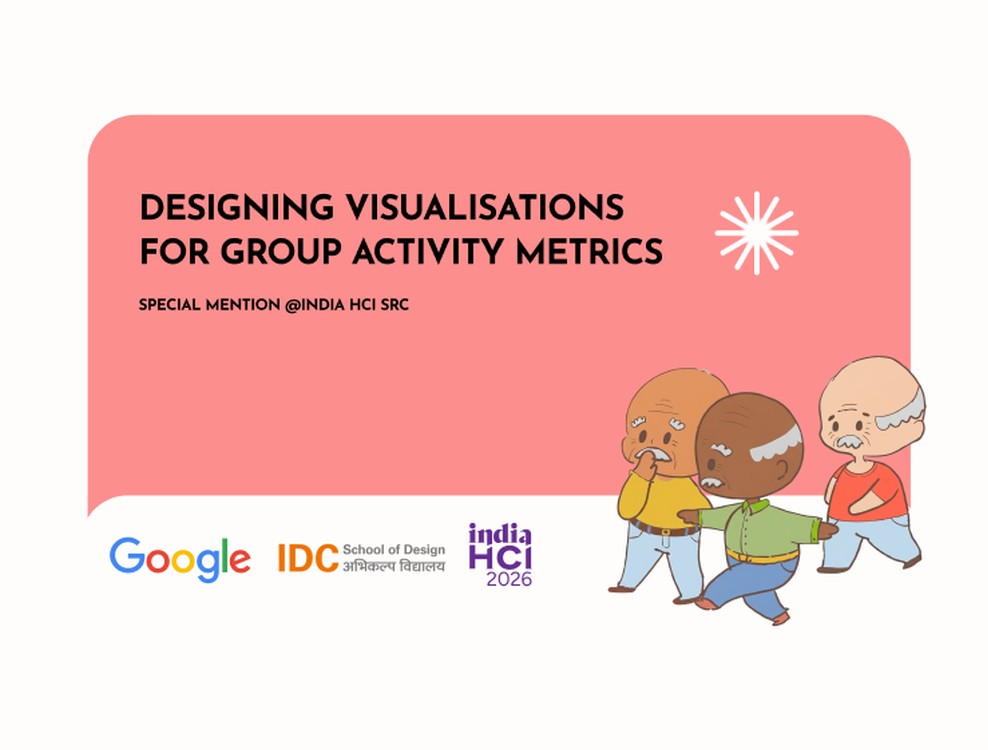 DESIGNING VISUALISATIONS
FOR GROUP ACTIVITY METRICS
SPECIAL MENTION @INDIA HCI SRC
Google
IDC School of Design
अभिकल्प विद्यालय
india
HCI
2026